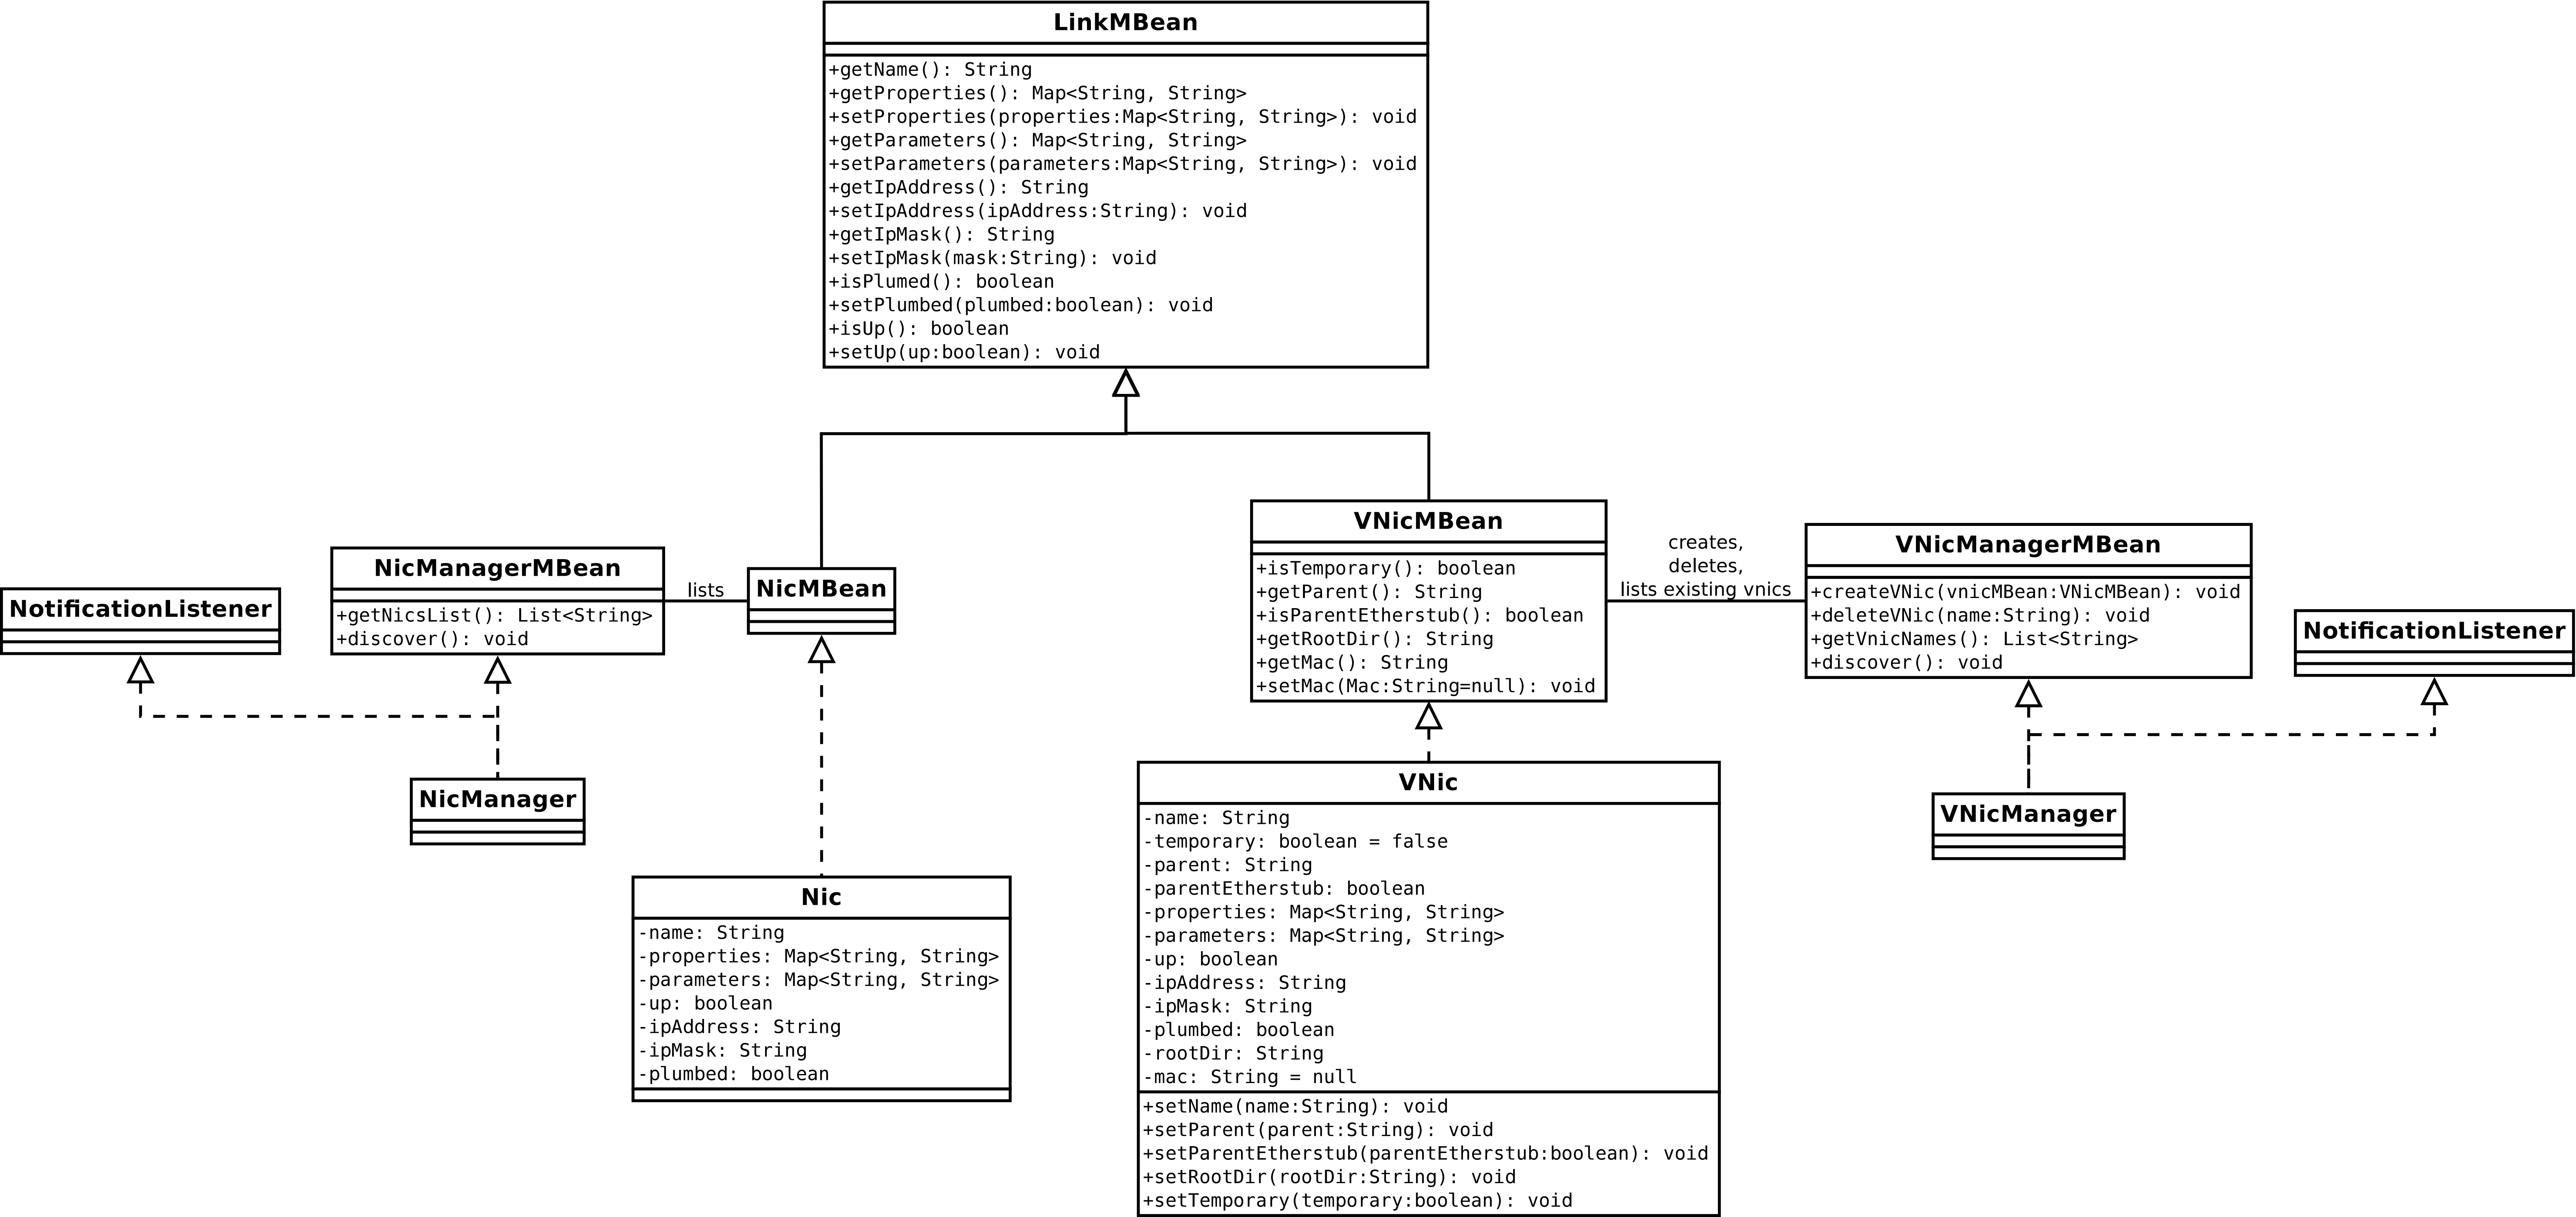 LinkMBean
+getName(): String
+getProperties(): Map<String, String>
+setProperties(properties:Map<String, String>): void
+getParameters(): Map<String, String>
+setParameters(parameters:Map<String, String>): void
+getIpAddress(): String
+setIpAddress(ipAddress:String): void
+getIpMask(): String
+setIpMask(mask:String): void
+isPlumed(): boolean
+setPlumbed(plumbed:boolean): void
+isUp(): boolean
+setUp(up:boolean): void
NotificationListener
NicManagerMBean
+getNicsList(): List<String>
+discover(): void
lists
NicMBean
VNicMBean
+isTemporary(): boolean
+getParent(): String
+isParentEtherstub(): boolean
+getRootDir(): String
+getMac(): String
+setMac(Mac:String=null): void
creates,
deletes,
lists existing vnics
VNicManagerMBean
+createVNic(vnicMBean:VNicMBean): void
+deleteVNic(name:String): void
+getVnicNames(): List<String>
+discover(): void
NotificationListener
NicManager
Nic
-name: String
-properties: Map<String, String>
-parameters: Map<String, String>
-up: boolean
-ipAddress: String
-ipMask: String
-plumbed: boolean
VNic
-name: String
-temporary: boolean = false
-parent: String
-parentEtherstub: boolean
-properties: Map<String, String>
-parameters: Map<String, String>
-up: boolean
-ipAddress: String
-ipMask: String
-plumbed: boolean
-rootDir: String
-mac: String = null
+setName(name:String): void
+setParent(parent:String): void
+setParentEtherstub(parentEtherstub:boolean): void
+setRootDir(rootDir:String): void
+setTemporary(temporary:boolean): void
VNicManager